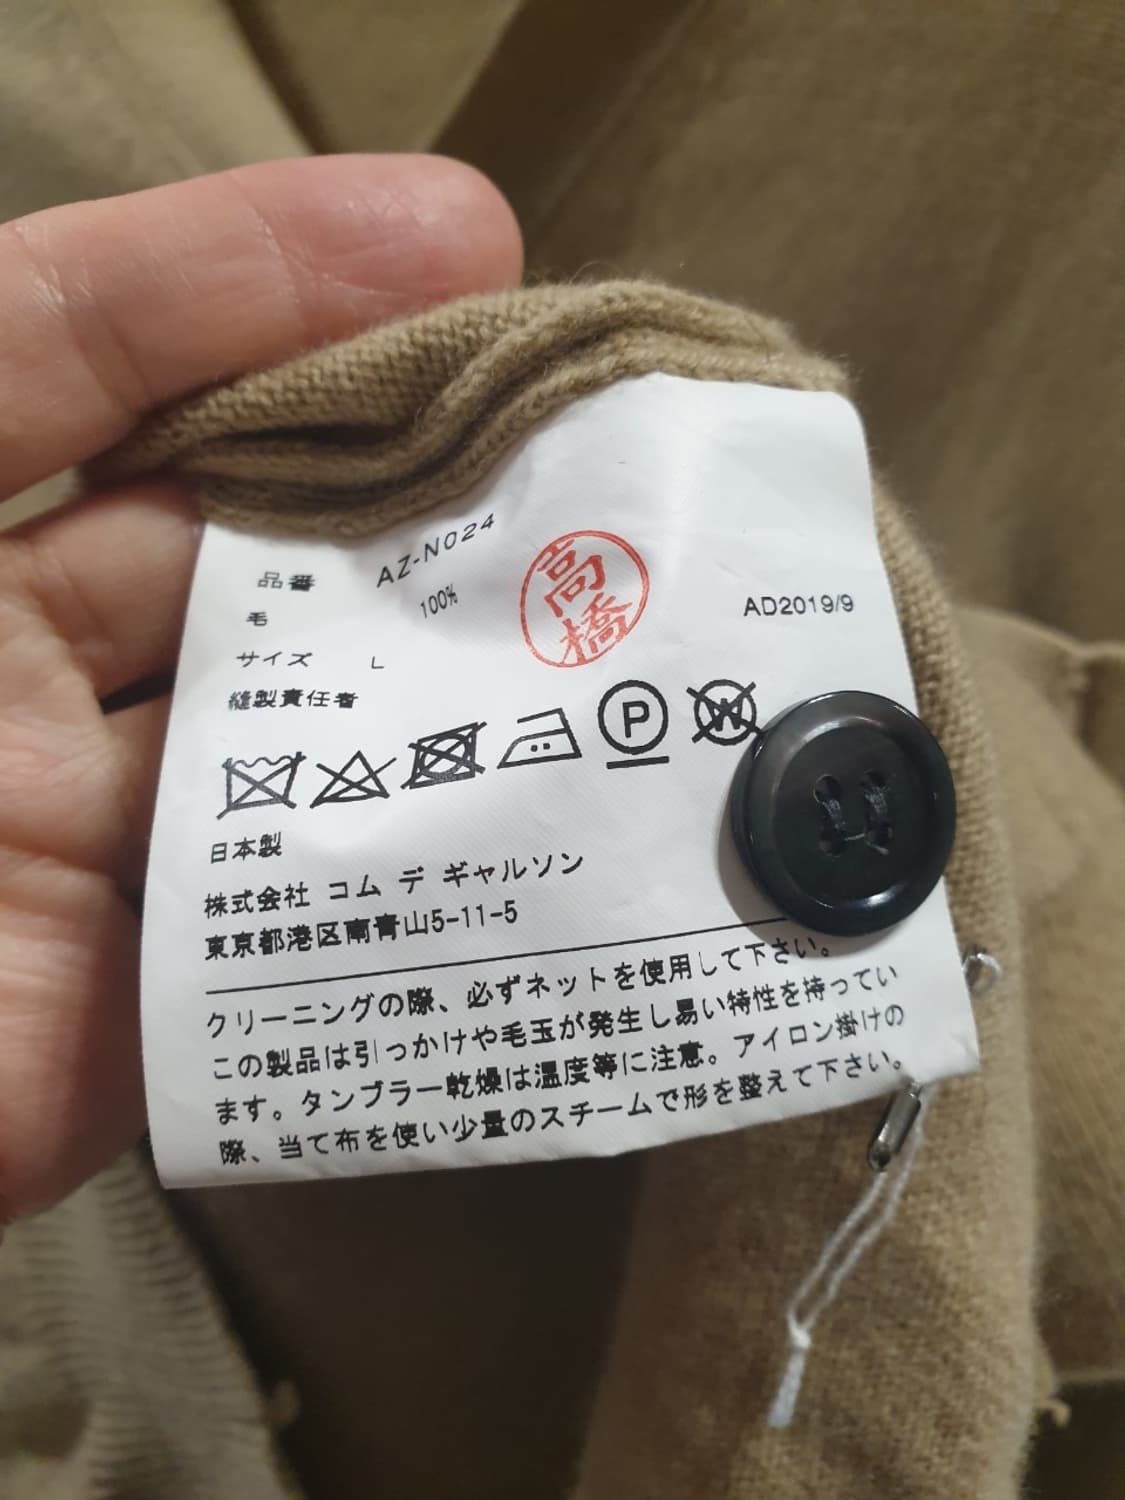 品番 AZ-N024
毛 100%
高橋
AD2019/9
サイズ L
縫製責任者
P
W
日本製
株式会社 コム デ ギャルソン
東京都港区南青山5-11-5
クリーニングの際、必ずネットを使用して下さい。
この製品は引っかけや毛玉が発生し易い特性を持ってい
ます。タンブラー乾燥は温度等に注意。アイロン掛けの
際、当て布を使い少量のスチームで形を整えて下さい。